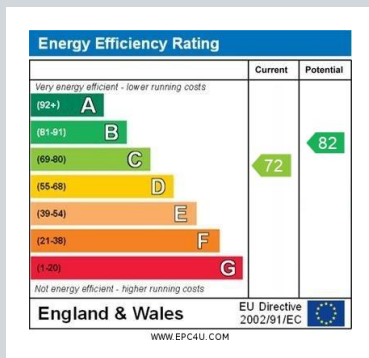 Energy Efficiency Rating
Current Potential
Very energy efficient - lower running costs
(92+) A
(81-91) B
(69-80) C
(55-68) D
(39-54) E
(21-38) F
(1-20) G
72
82
Not energy efficient - higher running costs
England & Wales
EU Directive
2002/91/EC
WWW.EPC4U.COM